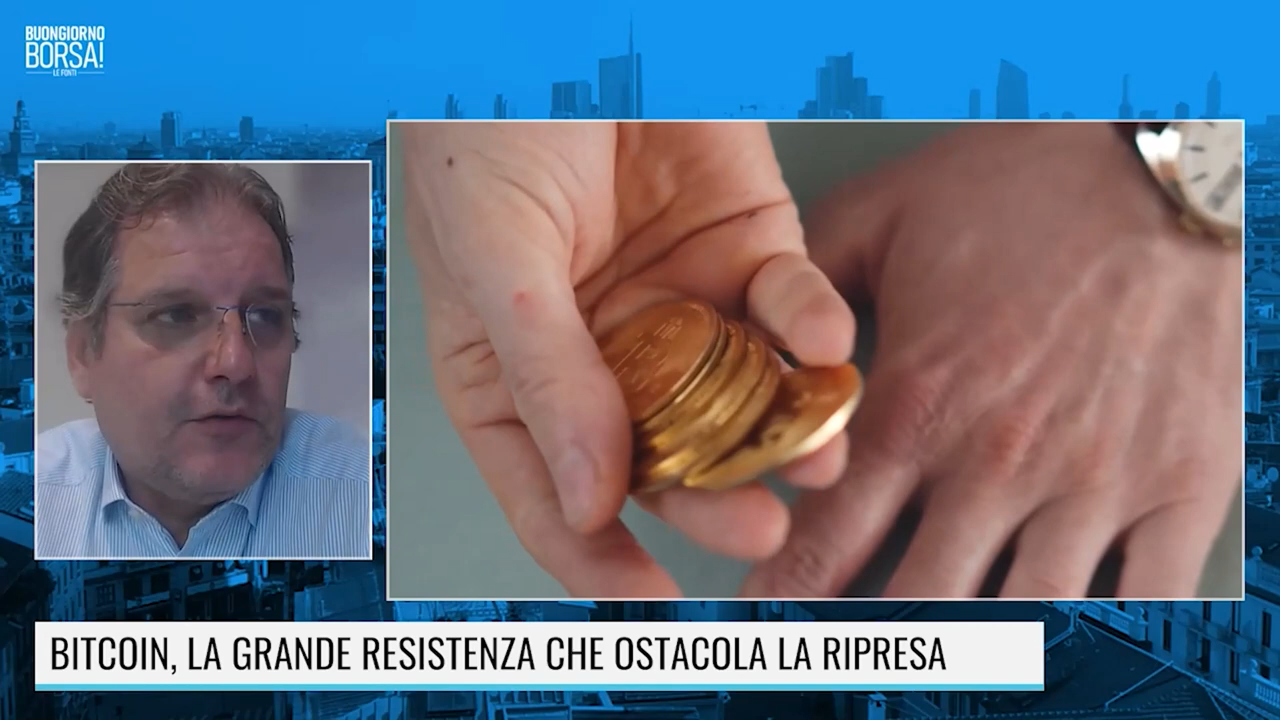 BUONGIORNO
BORSA!
LE FONTI
BITCOIN, LA GRANDE RESISTENZA CHE OSTACOLA LA RIPRESA